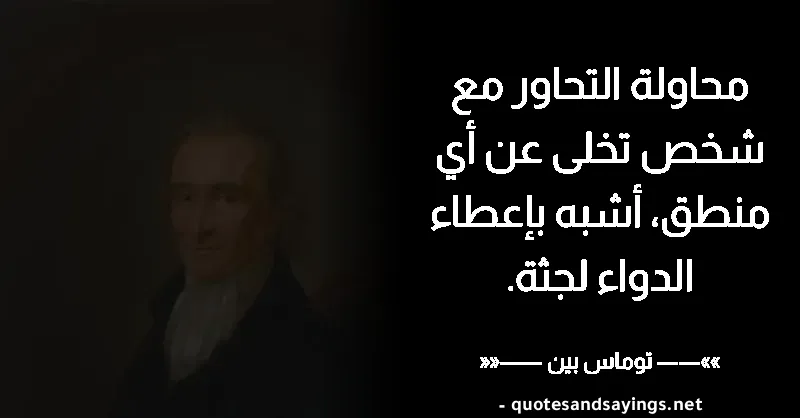 محاولة التحاور مع
شخص تخلى عن أي
منطق، أشبه بإعطاء
الدواء لجثة.
»»—— توماس بين ——««
- quotesandsayings.net